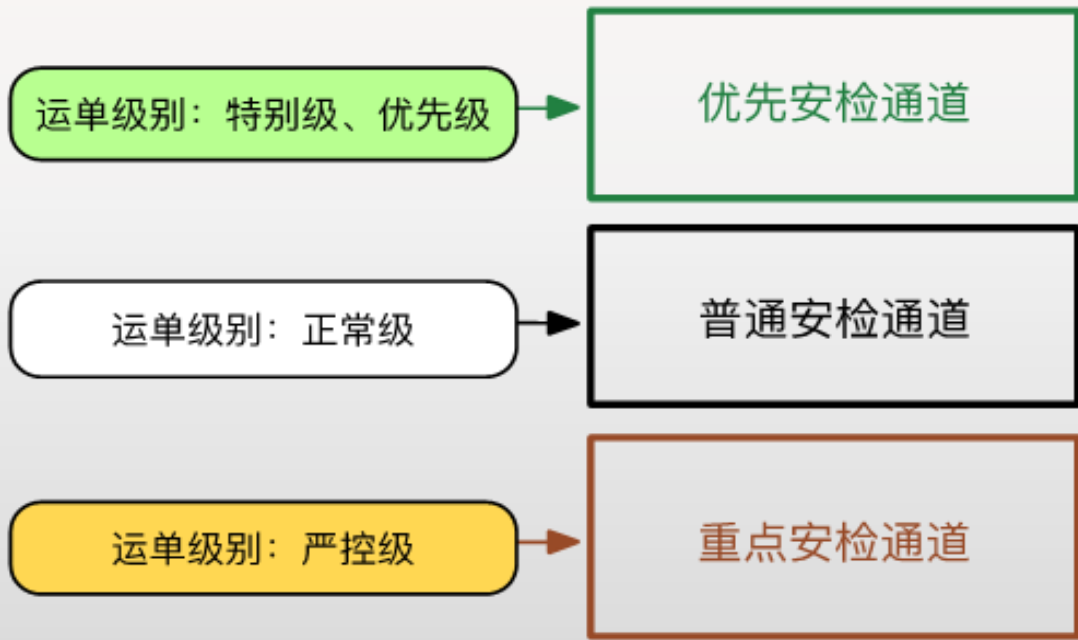 运单级别：特别级、优先级
优先安检通道
运单级别：正常级
普通安检通道
运单级别：严控级
重点安检通道